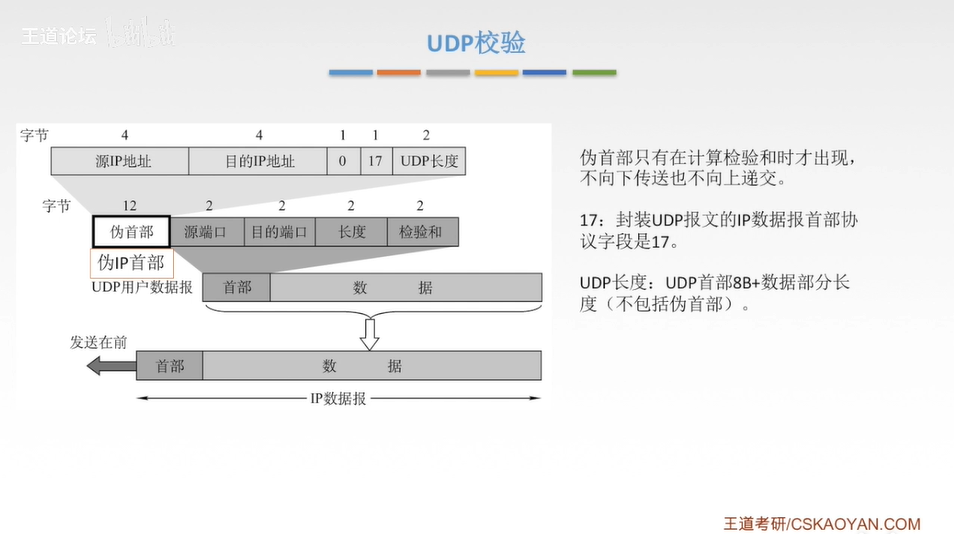 王道论坛
UDP校验
字节 4 4 1 1 2
源IP地址 目的IP地址 0 17 UDP长度
字节 12 2 2 2 2
伪首部 源端口 目的端口 长度 检验和
伪IP首部
UDP用户数据报 首部 数 据
发送在前
首部 数 据
IP数据报
伪首部只有在计算检验和时才出现，
不向下传送也不向上递交。
17：封装UDP报文的IP数据报首部协
议字段是17。
UDP长度：UDP首部8B+数据部分长
度（不包括伪首部）。
王道考研/CSKAOYAN.COM